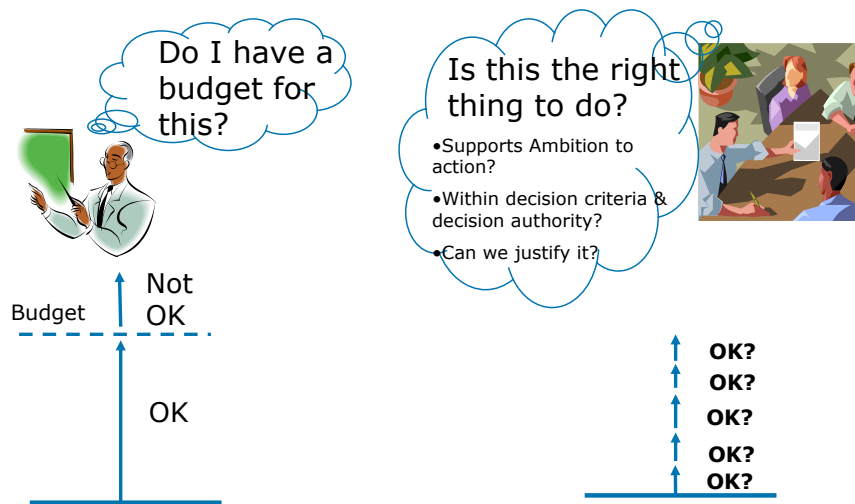 Do I have a
budget for
this?
Is this the right
thing to do?
•Supports Ambition to
action?
•Within decision criteria &
decision authority?
•Can we justify it?
Not
OK
Budget
OK
OK?
OK?
OK?
OK?
OK?